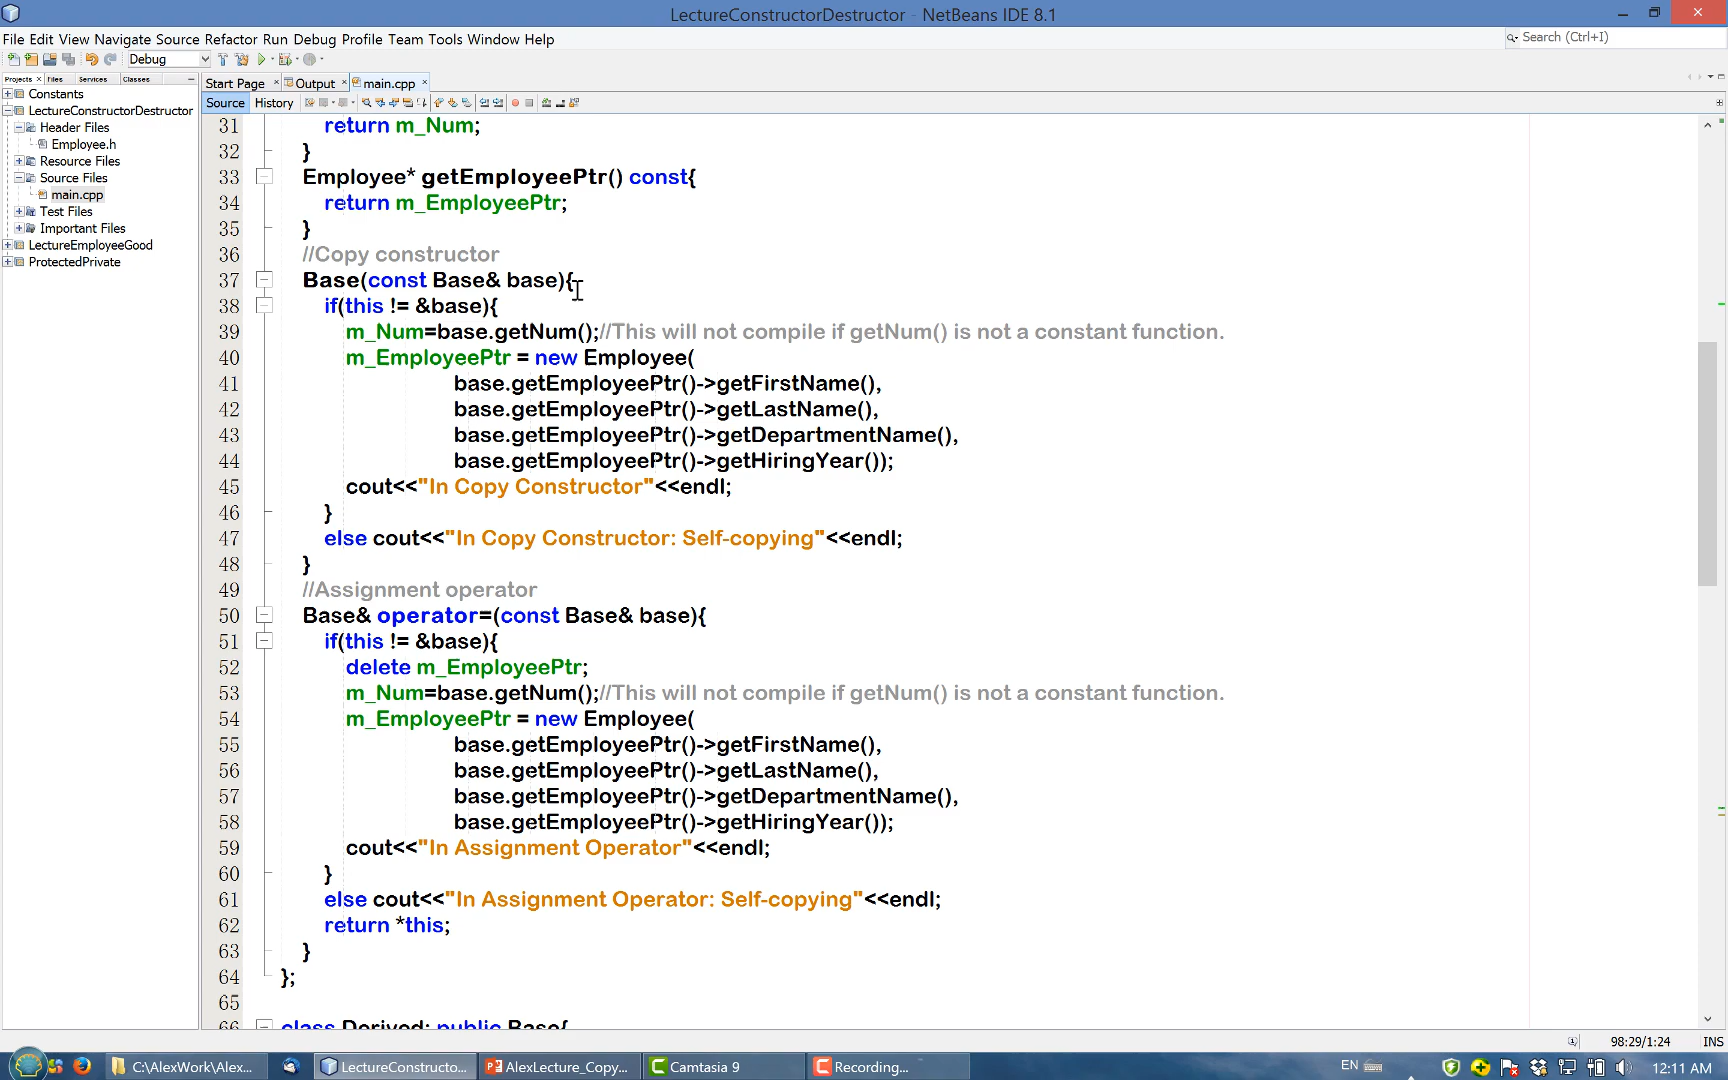 LectureConstructorDestructor - NetBeans IDE 8.1
File Edit View Navigate Source Refactor Run Debug Profile Team Tools Window Help
Search (Ctrl+I)
Debug
Projects Files Services Classes
Start Page Output main.cpp
Source History
Constants
LectureConstructorDestructor
Header Files
Employee.h
Resource Files
Source Files
main.cpp
Test Files
Important Files
LectureEmployeeGood
ProtectedPrivate
31 return m_Num;
32 }
33 Employee* getEmployeePtr() const{
34 return m_EmployeePtr;
35 }
36 //Copy constructor
37 Base(const Base& base){
38 if(this != &base){
39 m_Num=base.getNum();//This will not compile if getNum() is not a constant function.
40 m_EmployeePtr = new Employee(
41 base.getEmployeePtr()->getFirstName(),
42 base.getEmployeePtr()->getLastName(),
43 base.getEmployeePtr()->getDepartmentName(),
44 base.getEmployeePtr()->getHiringYear());
45 cout<<"In Copy Constructor"<<endl;
46 }
47 else cout<<"In Copy Constructor: Self-copying"<<endl;
48 }
49 //Assignment operator
50 Base& operator=(const Base& base){
51 if(this != &base){
52 delete m_EmployeePtr;
53 m_Num=base.getNum();//This will not compile if getNum() is not a constant function.
54 m_EmployeePtr = new Employee(
55 base.getEmployeePtr()->getFirstName(),
56 base.getEmployeePtr()->getLastName(),
57 base.getEmployeePtr()->getDepartmentName(),
58 base.getEmployeePtr()->getHiringYear());
59 cout<<"In Assignment Operator"<<endl;
60 }
61 else cout<<"In Assignment Operator: Self-copying"<<endl;
62 return *this;
63 }
64 };
65
66 class Derived: public Base{
98:29/1:24 INS
C:\AlexWork\Alex... LectureConstructo... AlexLecture_Copy... Camtasia 9 Recording... EN 12:11 AM